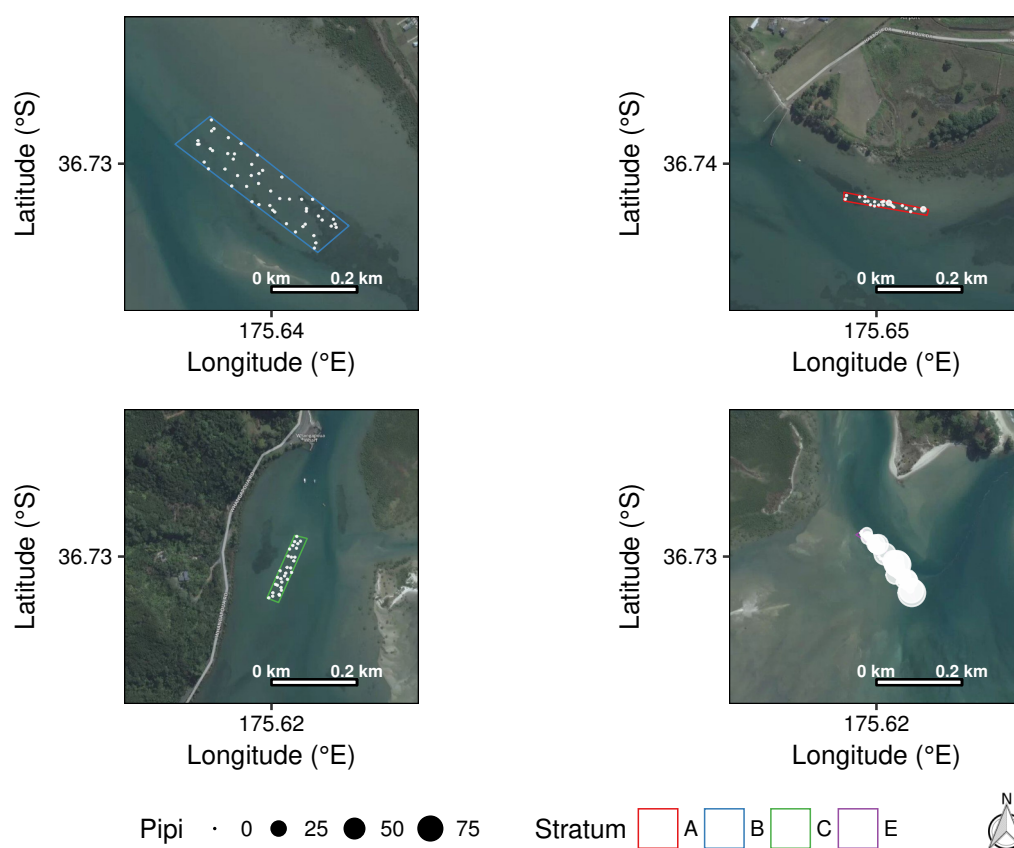 Latitude (°S)
36.73
0 km 0.2 km
175.64
Longitude (°E)
Latitude (°S)
36.74
0 km 0.2 km
175.65
Longitude (°E)
Latitude (°S)
36.73
0 km 0.2 km
175.62
Longitude (°E)
Latitude (°S)
36.73
0 km 0.2 km
175.62
Longitude (°E)
Pipi 0 25 50 75
Stratum A B C E
N